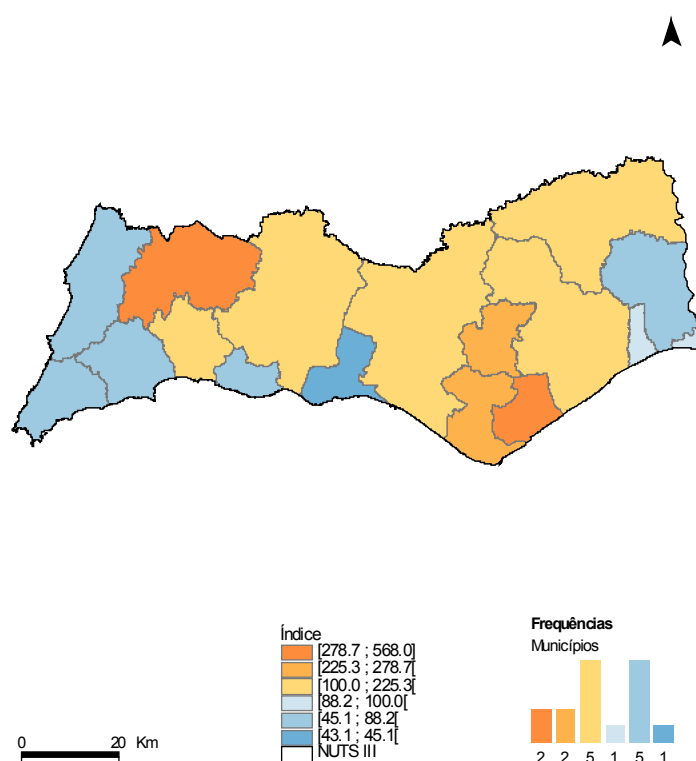 Índice
[278.7 ; 568.0]
[225.3 ; 278.7[
[100.0 ; 225.3[
[88.2 ; 100.0[
[45.1 ; 88.2[
[43.1 ; 45.1[
NUTS III
Frequências
Municípios
2 2 5 1 5 1
0 20 Km